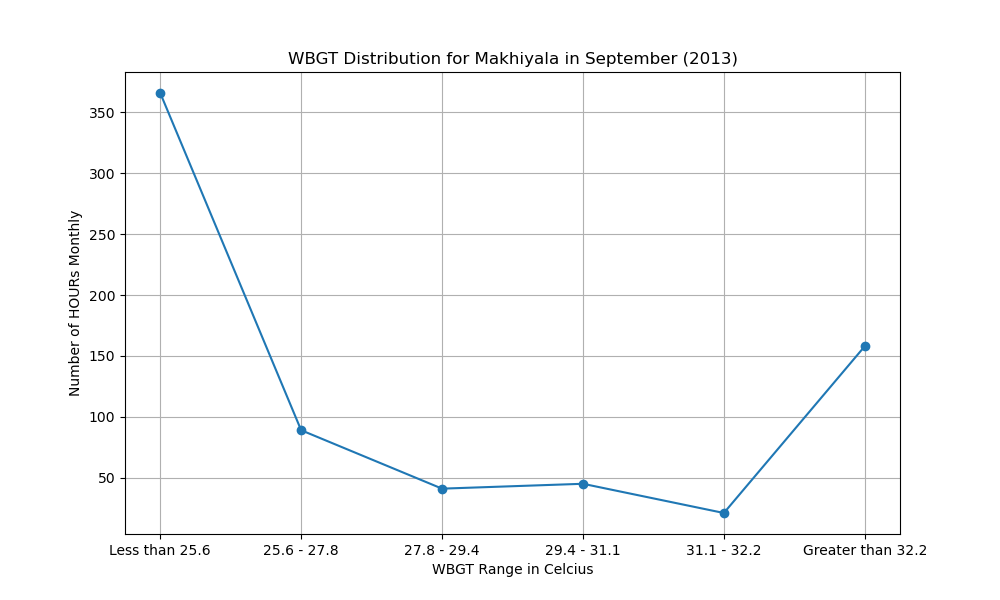 WBGT Distribution for Makhiyala in September (2013)
Number of HOURs Monthly
350
300
250
200
150
100
50
Less than 25.6
25.6 - 27.8
27.8 - 29.4
29.4 - 31.1
31.1 - 32.2
Greater than 32.2
WBGT Range in Celcius